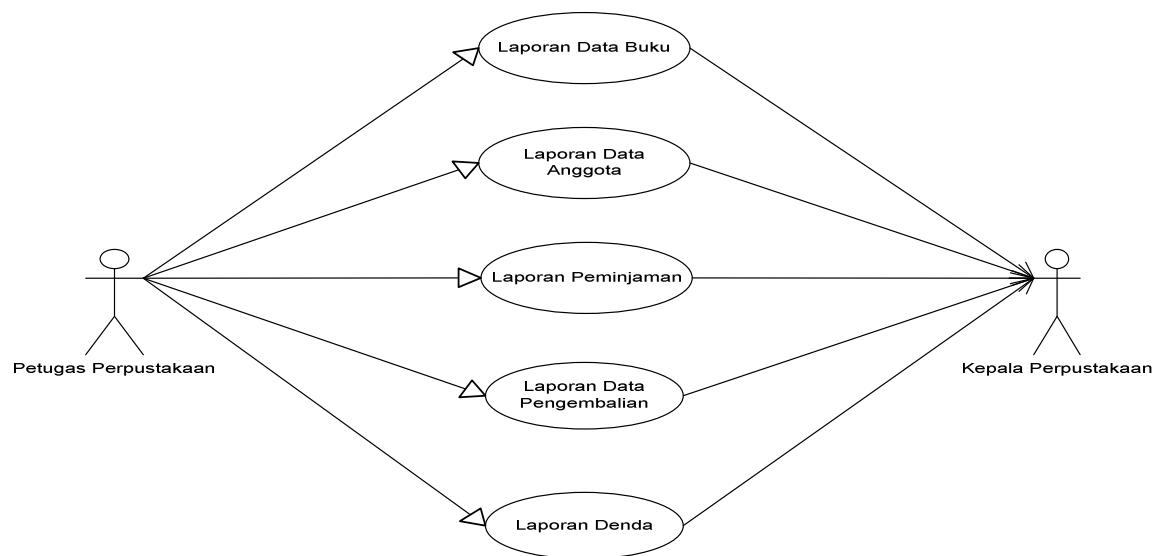 Laporan Data Buku
Laporan Data
Anggota
Laporan Peminjaman
Petugas Perpustakaan
Kepala Perpustakaan
Laporan Data
Pengembalian
Laporan Denda